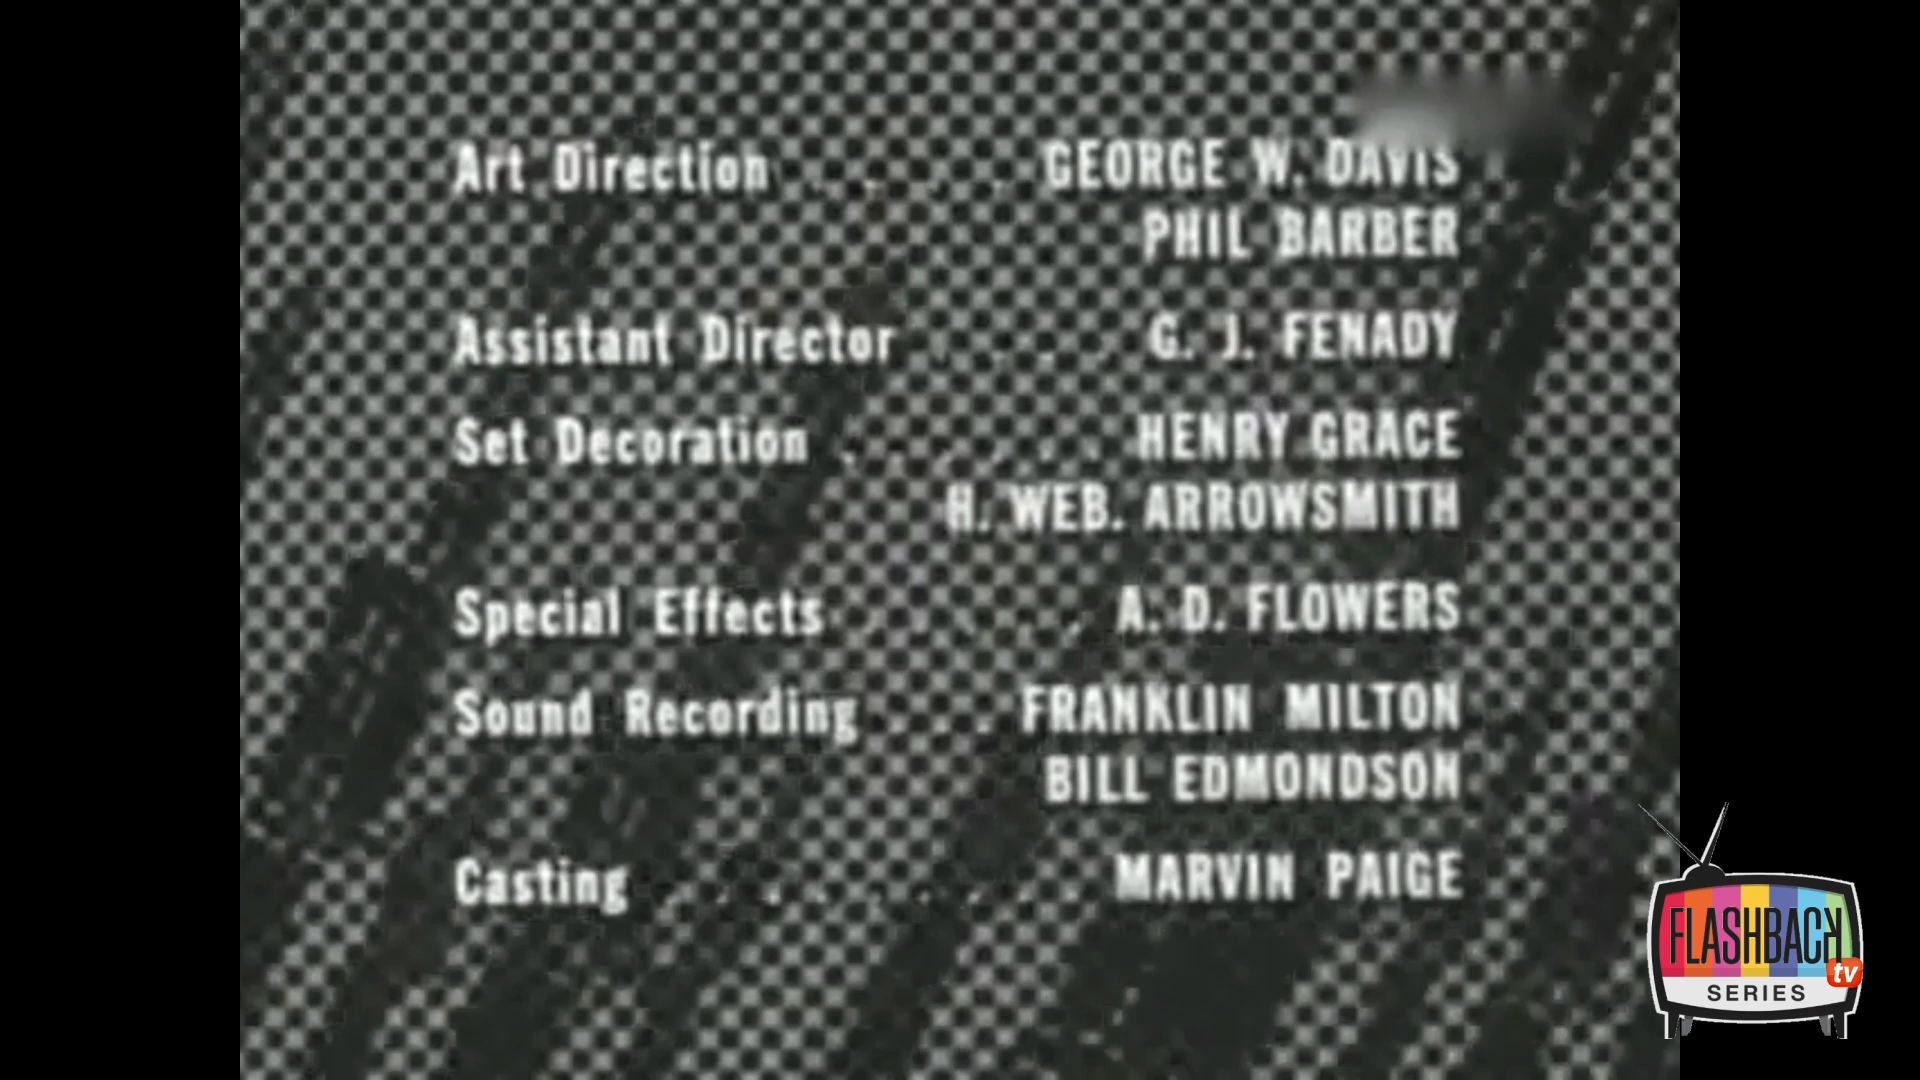 Art Direction . . . . GEORGE W. DAVIS
PHIL BARBER
Assistant Director . . . . G. J. FENADY
Set Decoration . . . . . . HENRY GRACE
H. WEB. ARROWSMITH
Special Effects . . . . A. D. FLOWERS
Sound Recording . . . FRANKLIN MILTON
BILL EDMONDSON
Casting . . . . . . . . MARVIN PAIGE
FLASHBACK
tv
SERIES